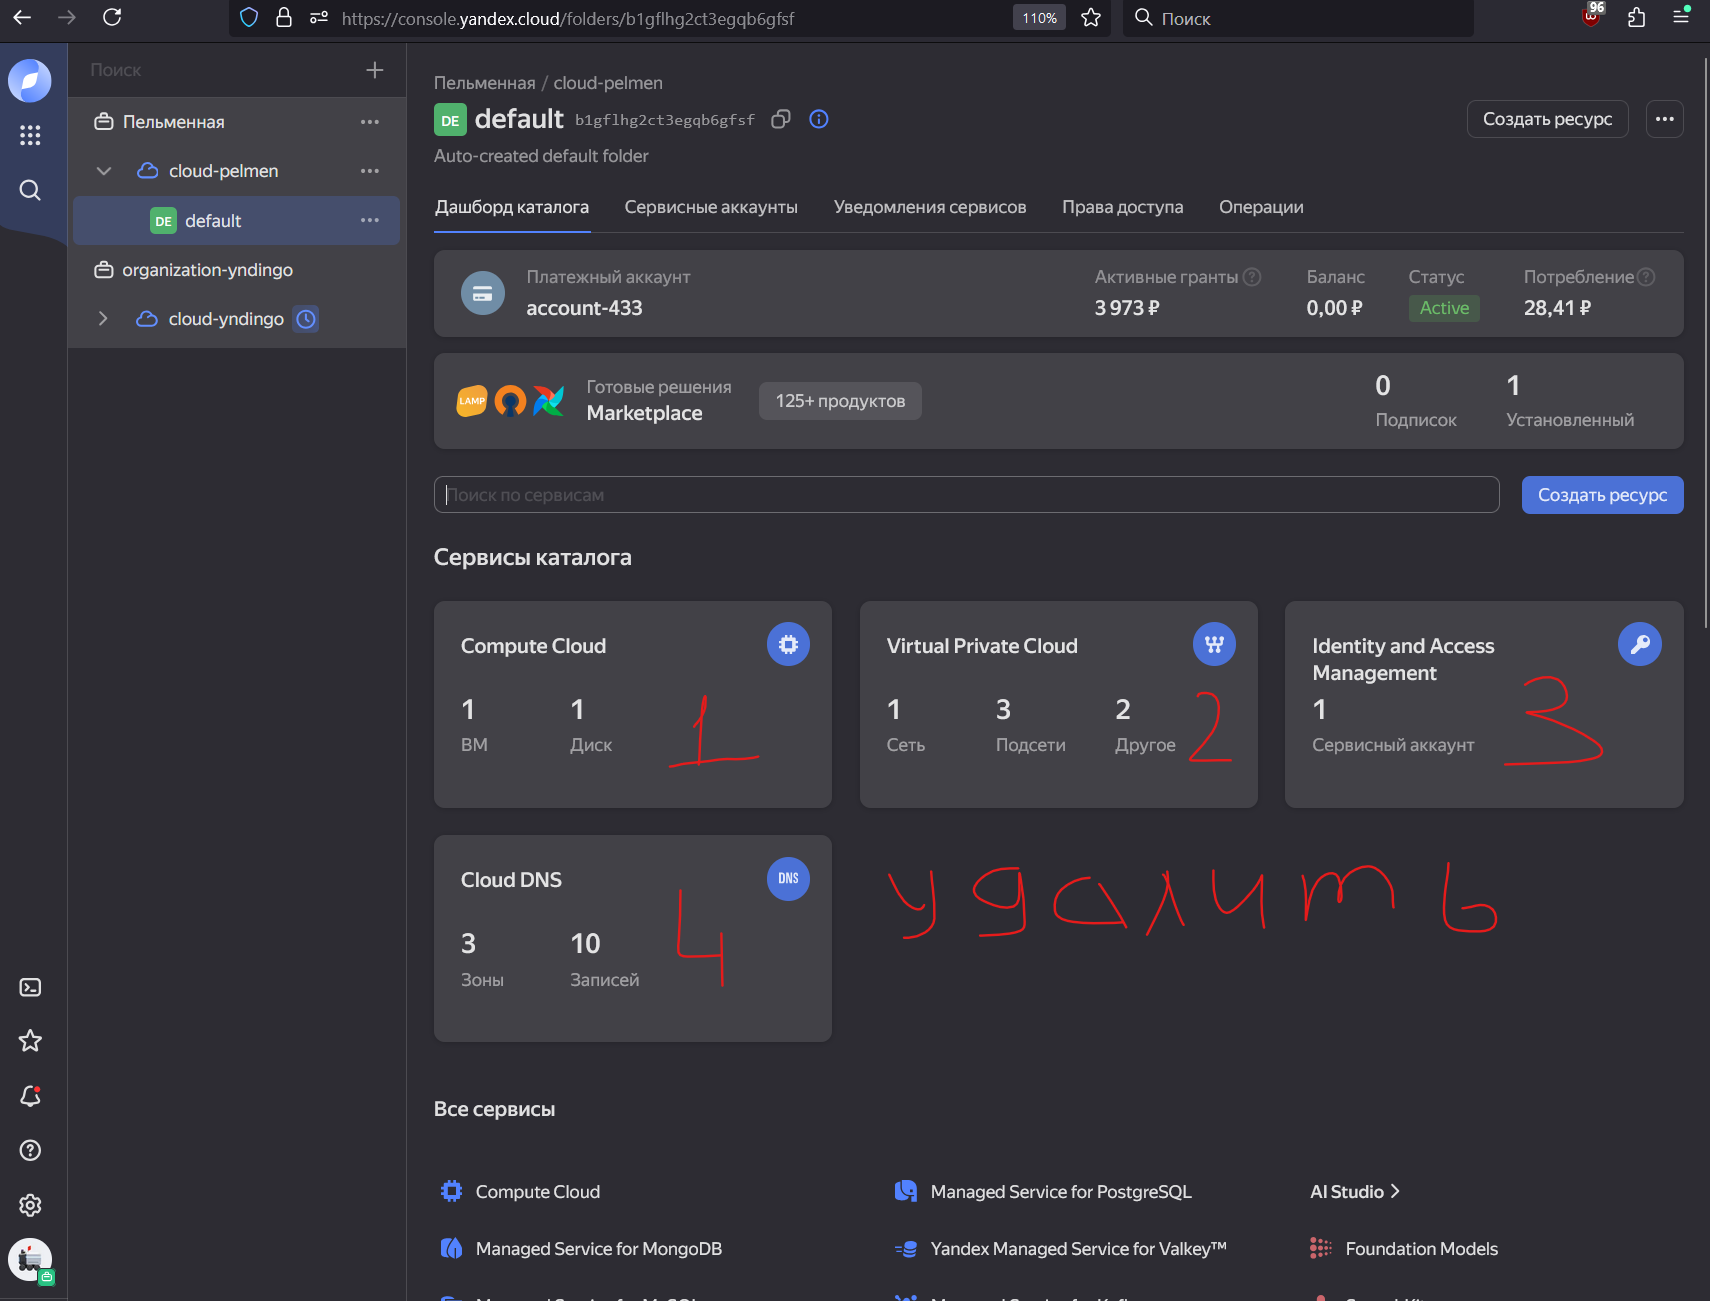 https://console.yandex.cloud/folders/b1gflhg2ct3egqb6gfsf
110%
Поиск
96
Поиск
Пельменная
cloud-pelmen
DE default
organization-yndingo
cloud-yndingo
Пельменная / cloud-pelmen
DE default b1gflhg2ct3egqb6gfsf
Создать ресурс
Auto-created default folder
Дашборд каталога Сервисные аккаунты Уведомления сервисов Права доступа Операции
Платежный аккаунт Активные гранты Баланс Статус Потребление
account-433 3 973 ₽ 0,00 ₽ Active 28,41 ₽
LAMP
Готовые решения
Marketplace
125+ продуктов
0 1
Подписок Установленный
Поиск по сервисам
Создать ресурс
Сервисы каталога
Compute Cloud
1 1
ВМ Диск
1
Virtual Private Cloud
1 3 2
Сеть Подсети Другое
2
Identity and Access
Management
1
Сервисный аккаунт
3
Cloud DNS
DNS
3 10
Зоны Записей
4
удалить
Все сервисы
Compute Cloud Managed Service for PostgreSQL AI Studio
Managed Service for MongoDB Yandex Managed Service for Valkey™ Foundation Models